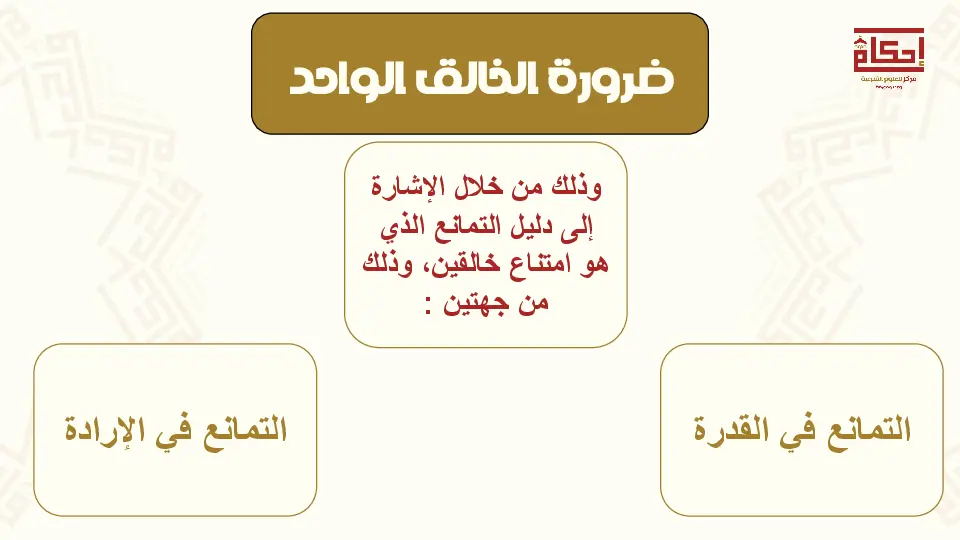 إحكام
مركز للعلوم الشرعية
ضرورة الخالق الواحد
وذلك من خلال الإشارة
إلى دليل التمانع الذي
هو امتناع خالقين، وذلك
من جهتين :
التمانع في القدرة
التمانع في الإرادة